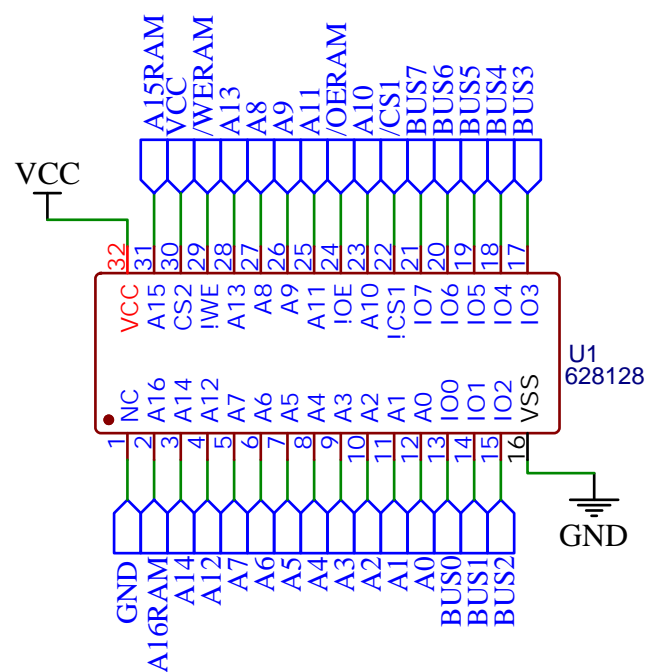 A15RAM
VCC
/WERAM
A13
A8
A9
A11
/OERAM
A10
/CS1
BUS7
BUS6
BUS5
BUS4
BUS3
VCC
32
31
30
29
28
27
26
25
24
23
22
21
20
19
18
17
VCC
A15
CS2
!WE
A13
A8
A9
A11
!OE
A10
!CS1
IO7
IO6
IO5
IO4
IO3
U1
628128
NC
A16
A14
A12
A7
A6
A5
A4
A3
A2
A1
A0
IO0
IO1
IO2
VSS
1
2
3
4
5
6
7
8
9
10
11
12
13
14
15
16
GND
GND
A16RAM
A14
A12
A7
A6
A5
A4
A3
A2
A1
A0
BUS0
BUS1
BUS2